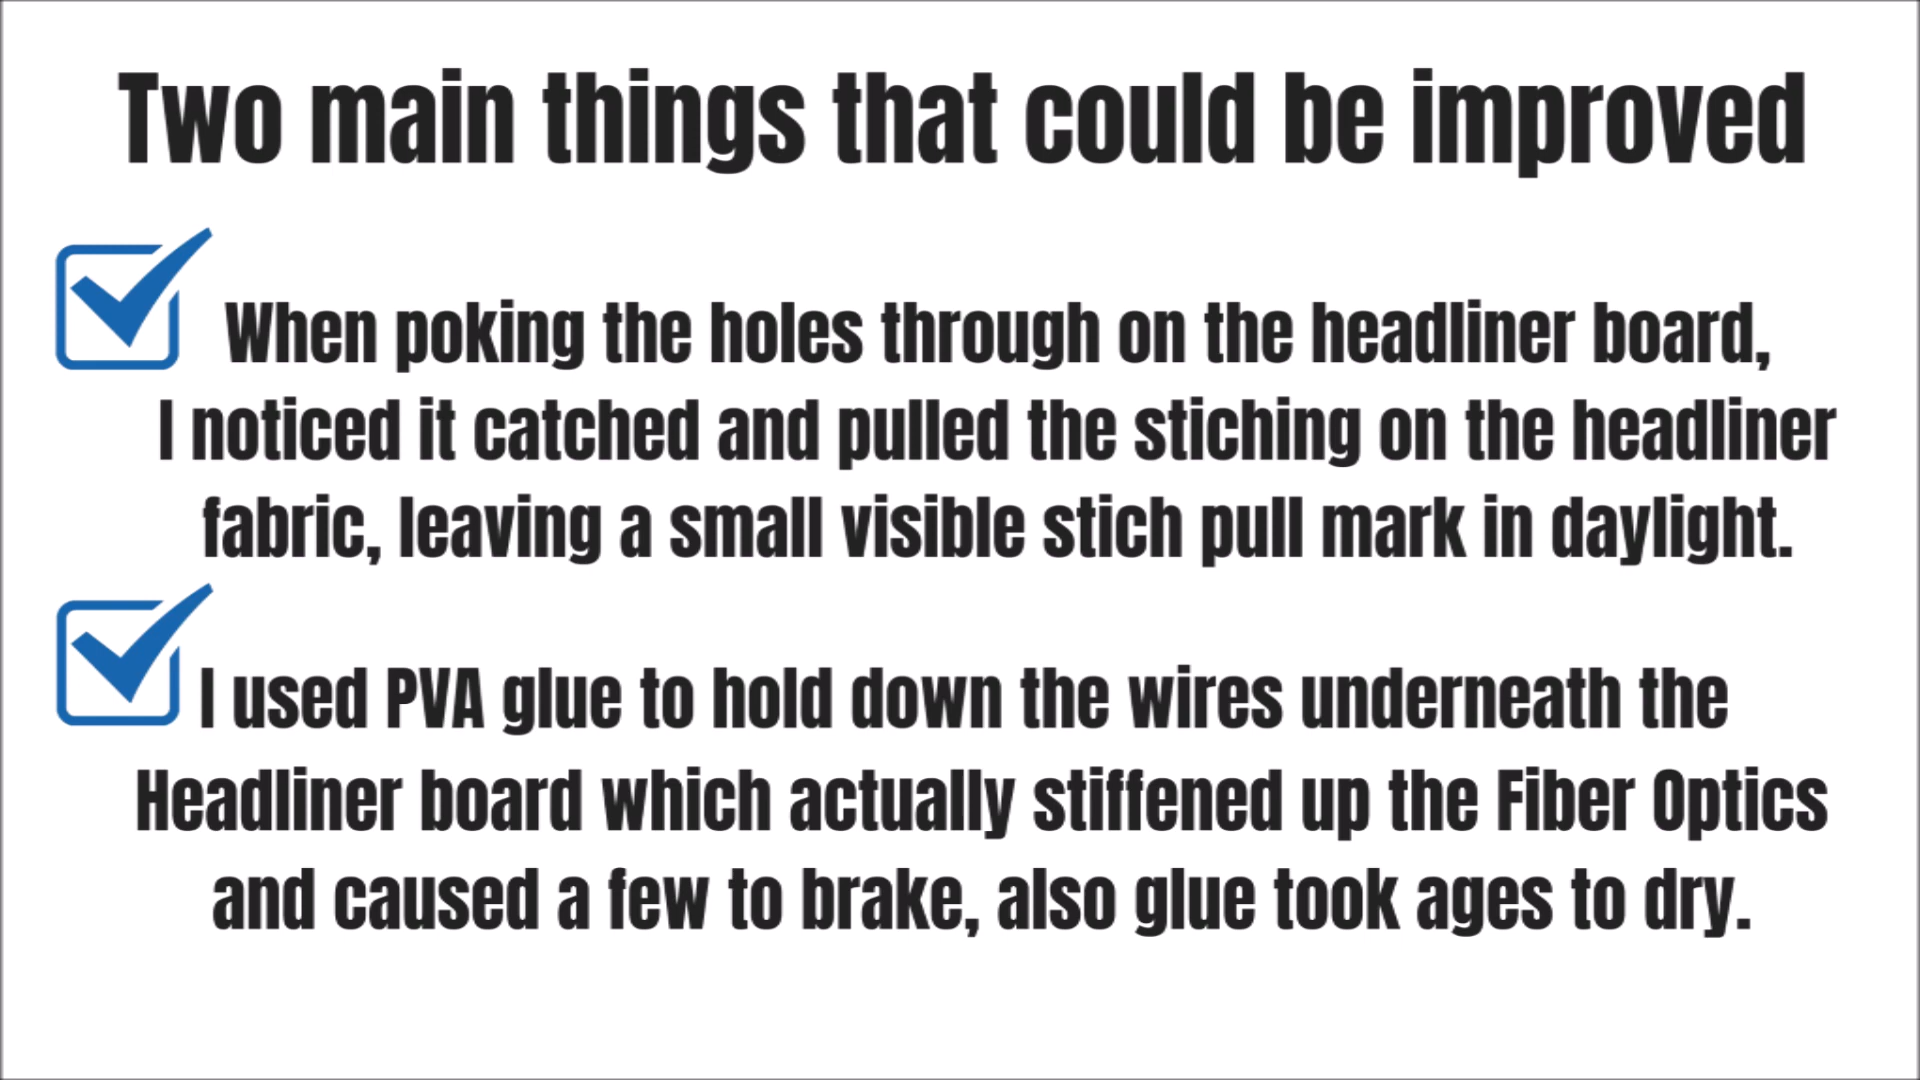 Two main things that could be improved
When poking the holes through on the headliner board,
I noticed it catched and pulled the stiching on the headliner
fabric, leaving a small visible stich pull mark in daylight.
I used PVA glue to hold down the wires underneath the
Headliner board which actually stiffened up the Fiber Optics
and caused a few to brake, also glue took ages to dry.